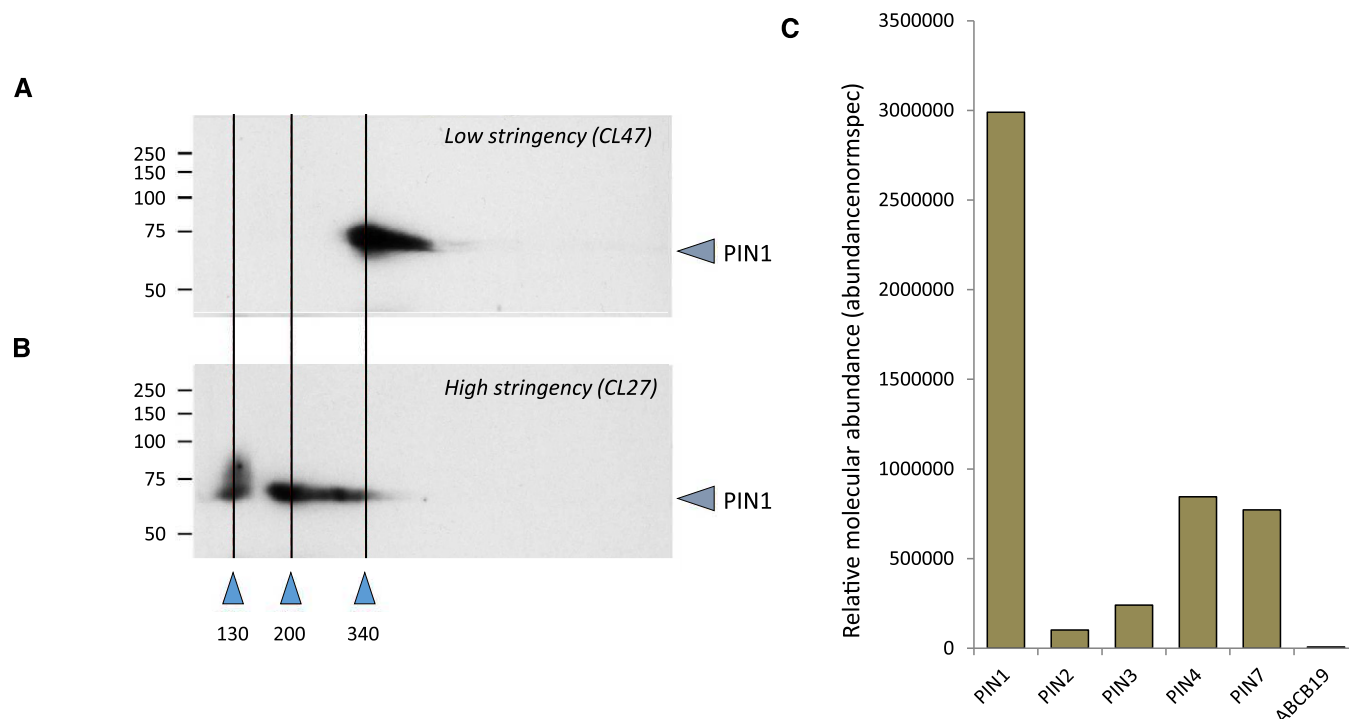 A
Low stringency (CL47)
250
150
100
75
50
PIN1
B
High stringency (CL27)
250
150
100
75
50
PIN1
130 200 340
C
Relative molecular abundance (abundancenormspec)
3500000
3000000
2500000
2000000
1500000
1000000
500000
0
PIN1 PIN2 PIN3 PIN4 PIN7 ABCB19